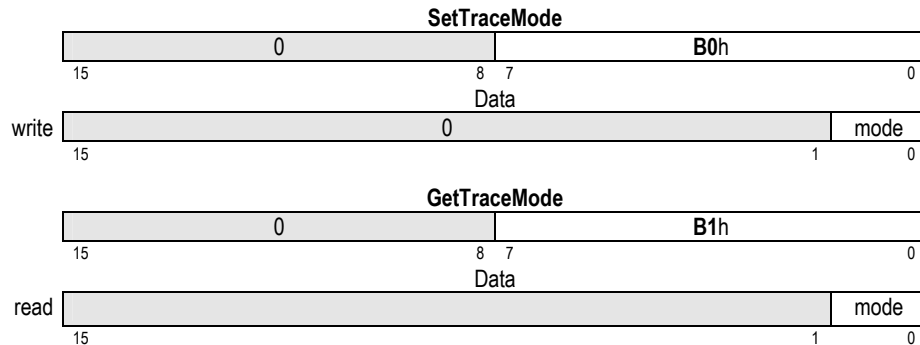 SetTraceMode
0 B0h
15 8 7 0
Data
write 0 mode
15 1 0
GetTraceMode
0 B1h
15 8 7 0
Data
read mode
15 1 0